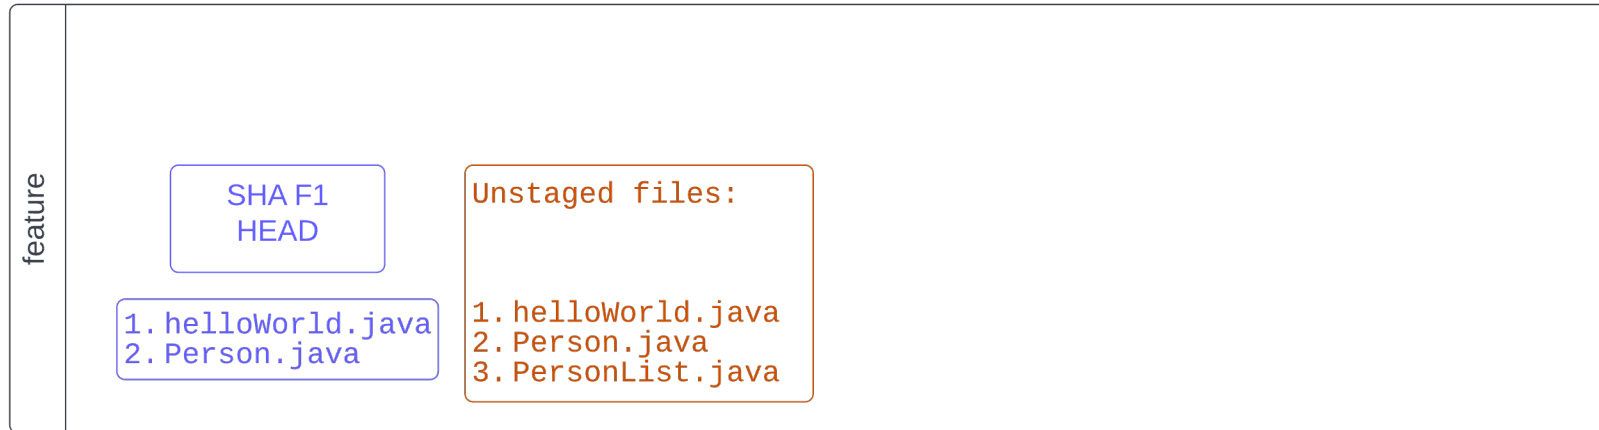 feature
SHA F1
HEAD
1. helloWorld.java
2. Person.java
Unstaged files:
1. helloWorld.java
2. Person.java
3. PersonList.java